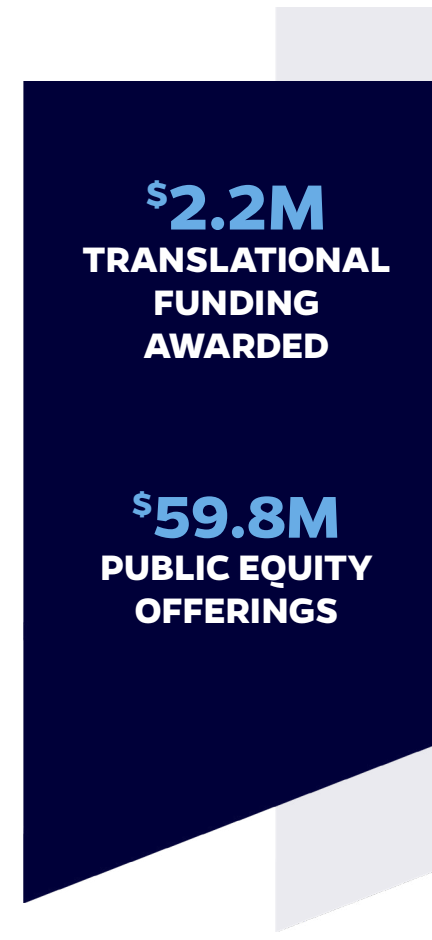 $2.2M
TRANSLATIONAL
FUNDING
AWARDED
$59.8M
PUBLIC EQUITY
OFFERINGS